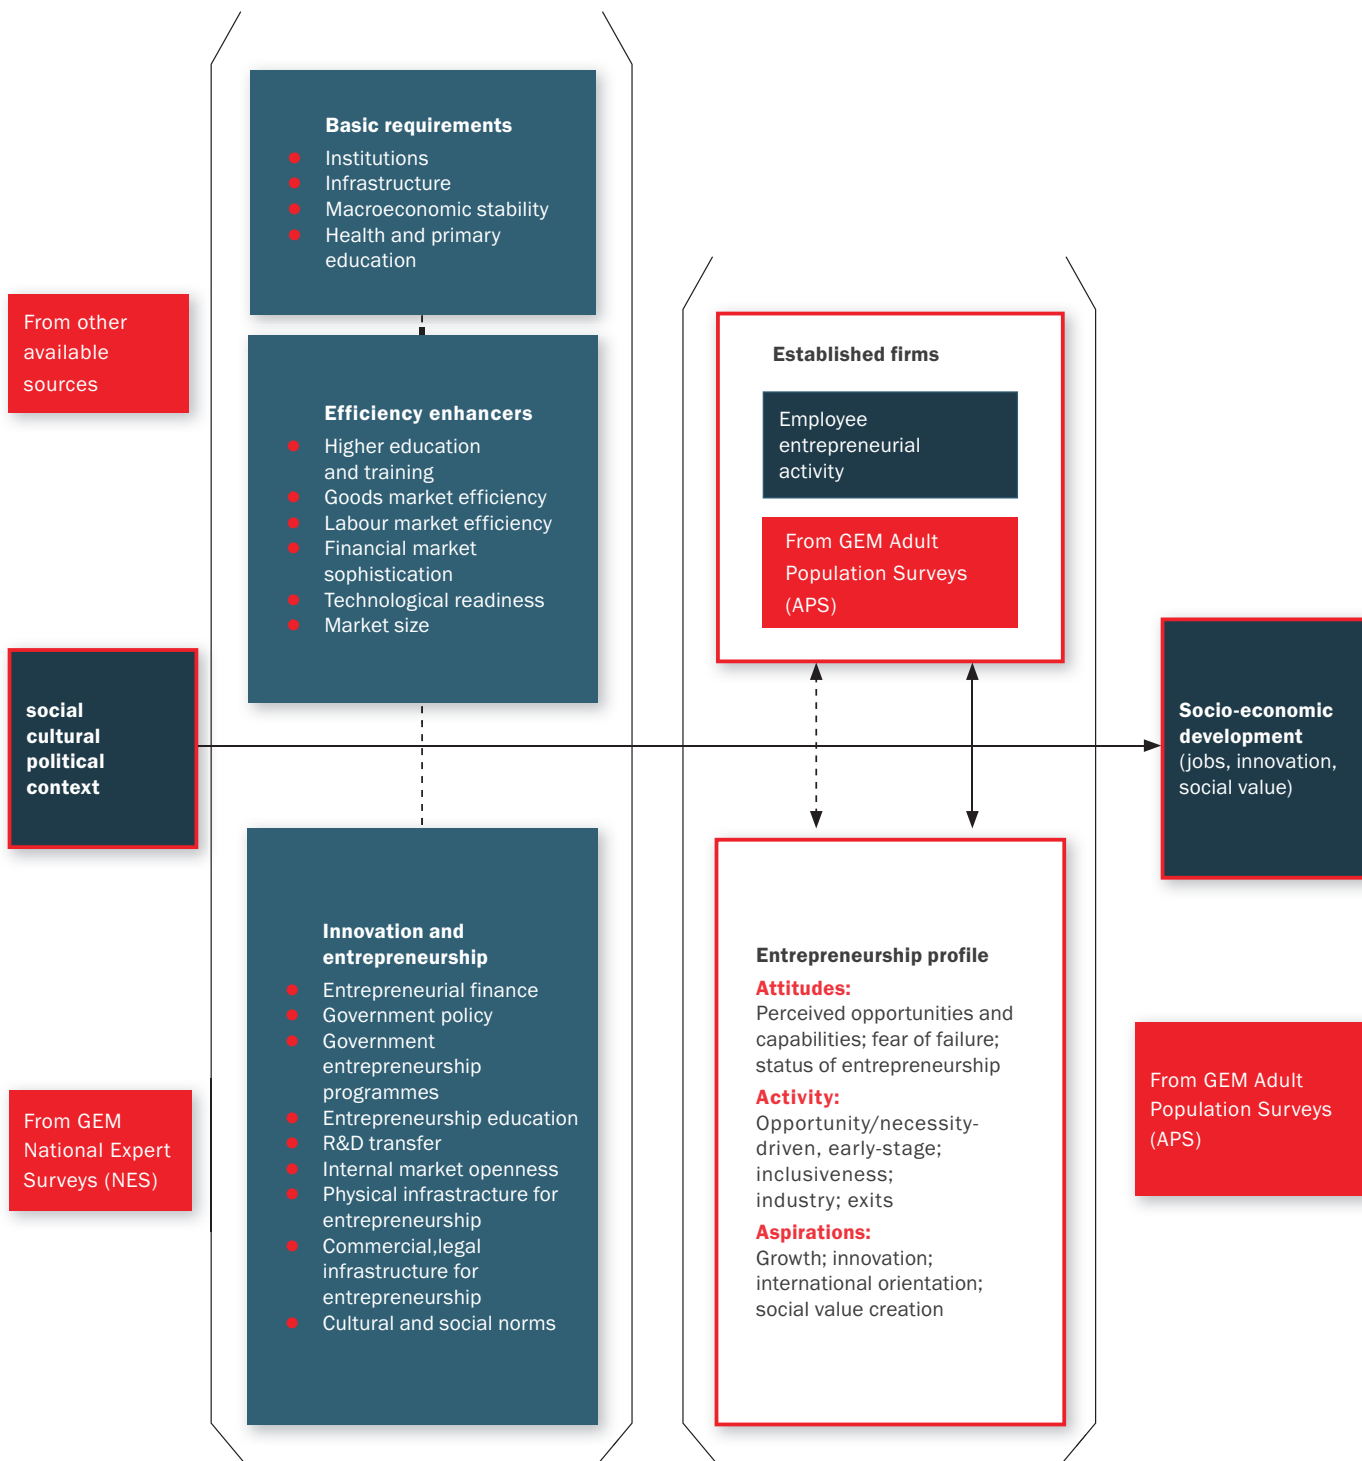 Basic requirements
Institutions
Infrastructure
Macroeconomic stability
Health and primary
education
From other
available
sources
Efficiency enhancers
Higher education
and training
Goods market efficiency
Labour market efficiency
Financial market
sophistication
Technological readiness
Market size
social
cultural
political
context
Innovation and
entrepreneurship
Entrepreneurial finance
Government policy
Government
entrepreneurship
programmes
Entrepreneurship education
R&D transfer
Internal market openness
Physical infrastracture for
entrepreneurship
Commercial,legal
infrastructure for
entrepreneurship
Cultural and social norms
From GEM
National Expert
Surveys (NES)
Established firms
Employee
entrepreneurial
activity
From GEM Adult
Population Surveys
(APS)
Entrepreneurship profile
Attitudes:
Perceived opportunities and
capabilities; fear of failure;
status of entrepreneurship
Activity:
Opportunity/necessity-
driven, early-stage;
inclusiveness;
industry; exits
Aspirations:
Growth; innovation;
international orientation;
social value creation
Socio-economic
development
(jobs, innovation,
social value)
From GEM Adult
Population Surveys
(APS)